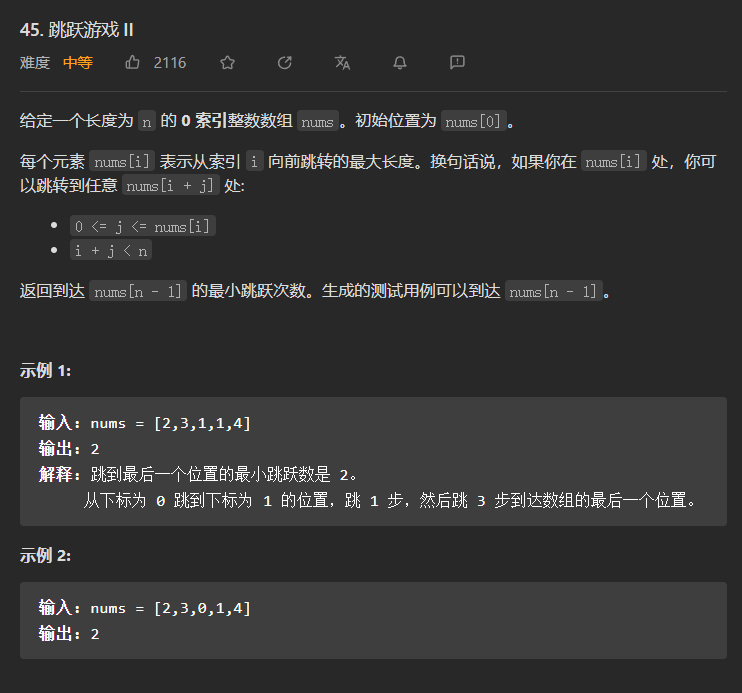 45. 跳跃游戏 II
难度 中等 2116
给定一个长度为 n 的 0 索引整数数组 nums 。初始位置为 nums[0] 。
每个元素 nums[i] 表示从索引 i 向前跳转的最大长度。换句话说，如果你在 nums[i] 处，你可
以跳转到任意 nums[i + j] 处:
0 <= j <= nums[i]
i + j < n
返回到达 nums[n - 1] 的最小跳跃次数。生成的测试用例可以到达 nums[n - 1] 。
示例 1:
输入: nums = [2,3,1,1,4]
输出: 2
解释: 跳到最后一个位置的最小跳跃数是 2。
从下标为 0 跳到下标为 1 的位置，跳 1 步，然后跳 3 步到达数组的最后一个位置。
示例 2:
输入: nums = [2,3,0,1,4]
输出: 2